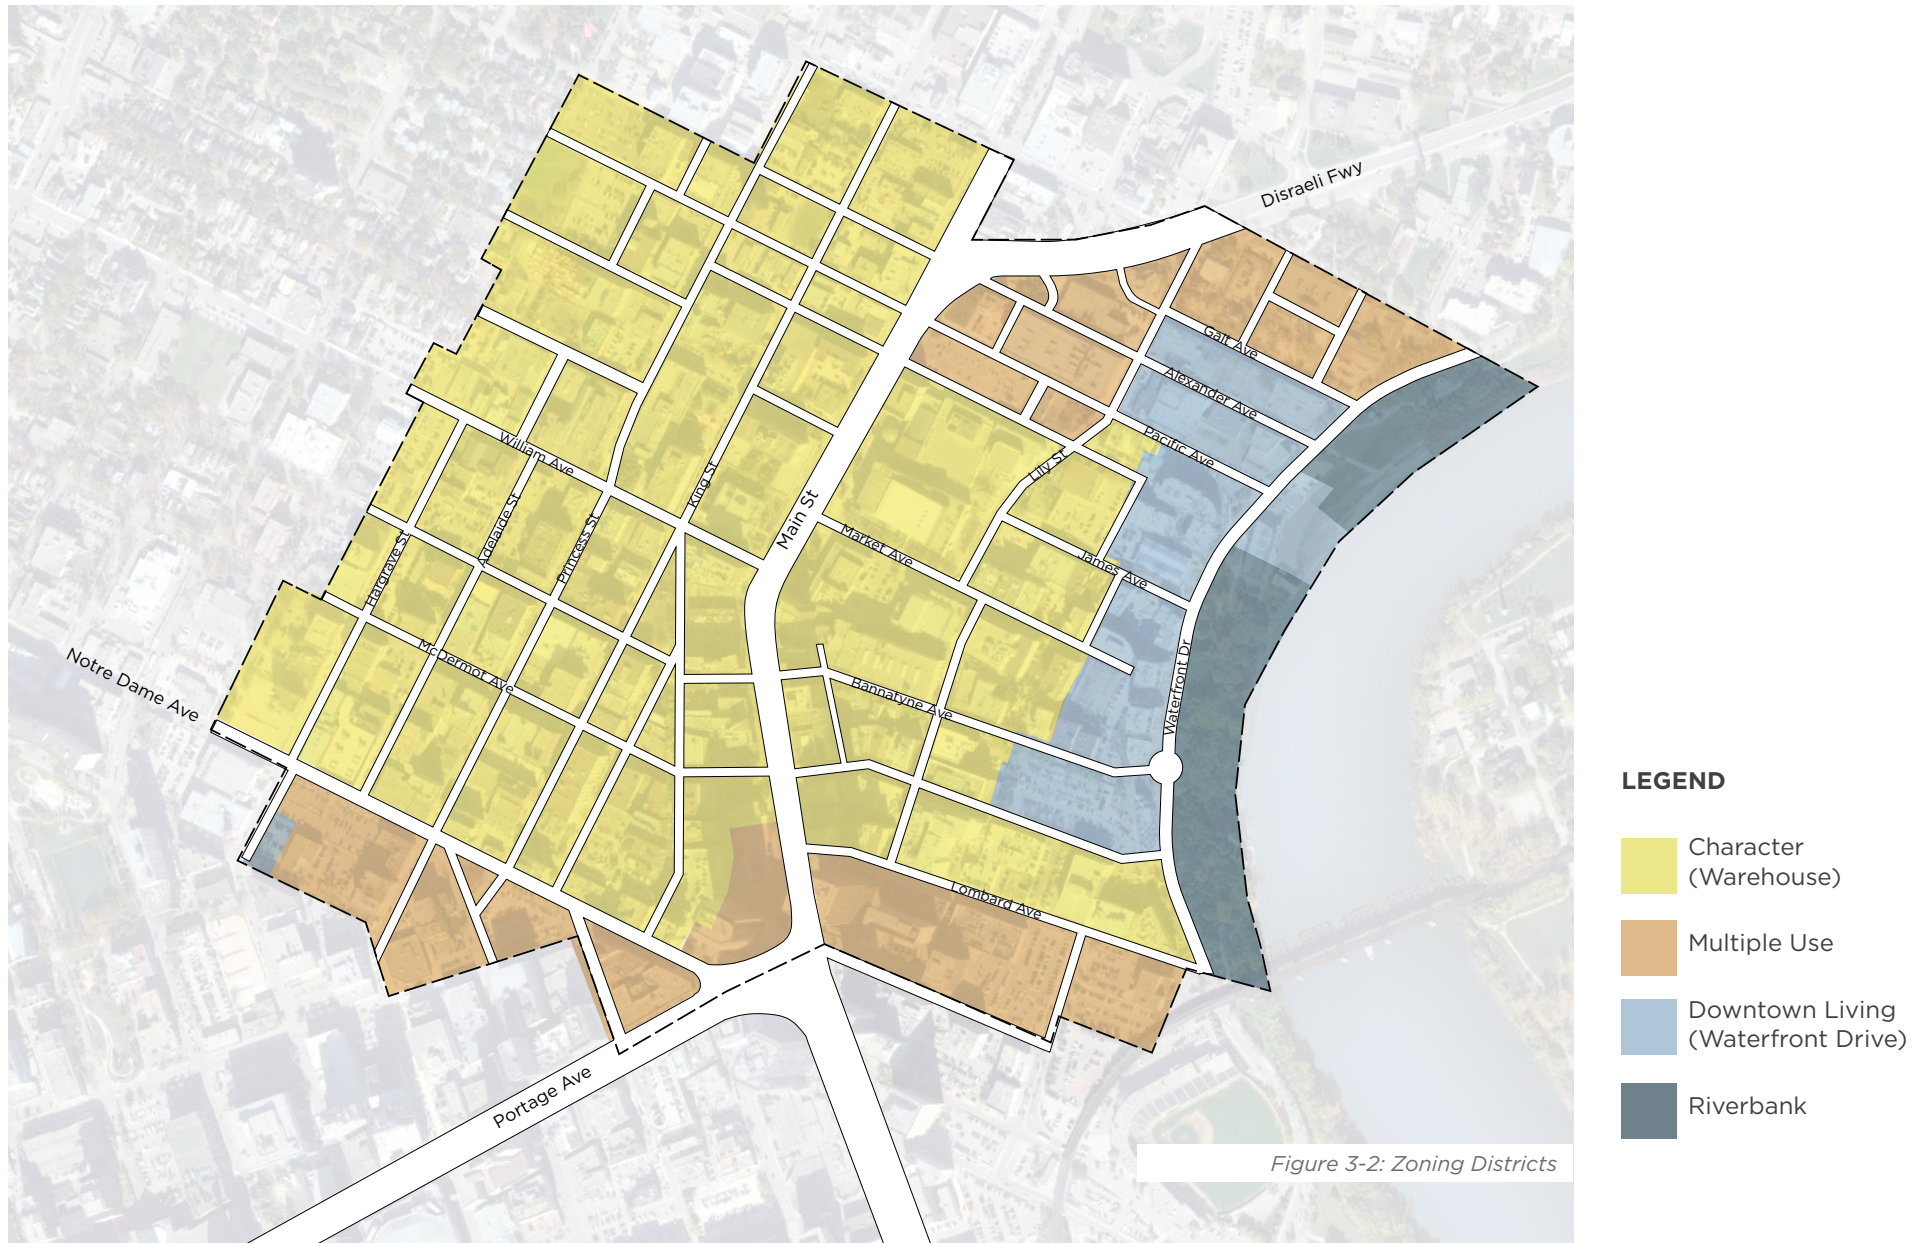 Disraeli Fwy
Galt Ave
Alexander Ave
Pacific Ave
Lily St
William Ave
King St
Main St
Adelaide St
Princess St
Hargrave St
Market Ave
James Ave
McDermot Ave
Notre Dame Ave
Bannatyne Ave
Waterfront Dr
Lombard Ave
Portage Ave
LEGEND
Character
(Warehouse)
Multiple Use
Downtown Living
(Waterfront Drive)
Riverbank
Figure 3-2: Zoning Districts